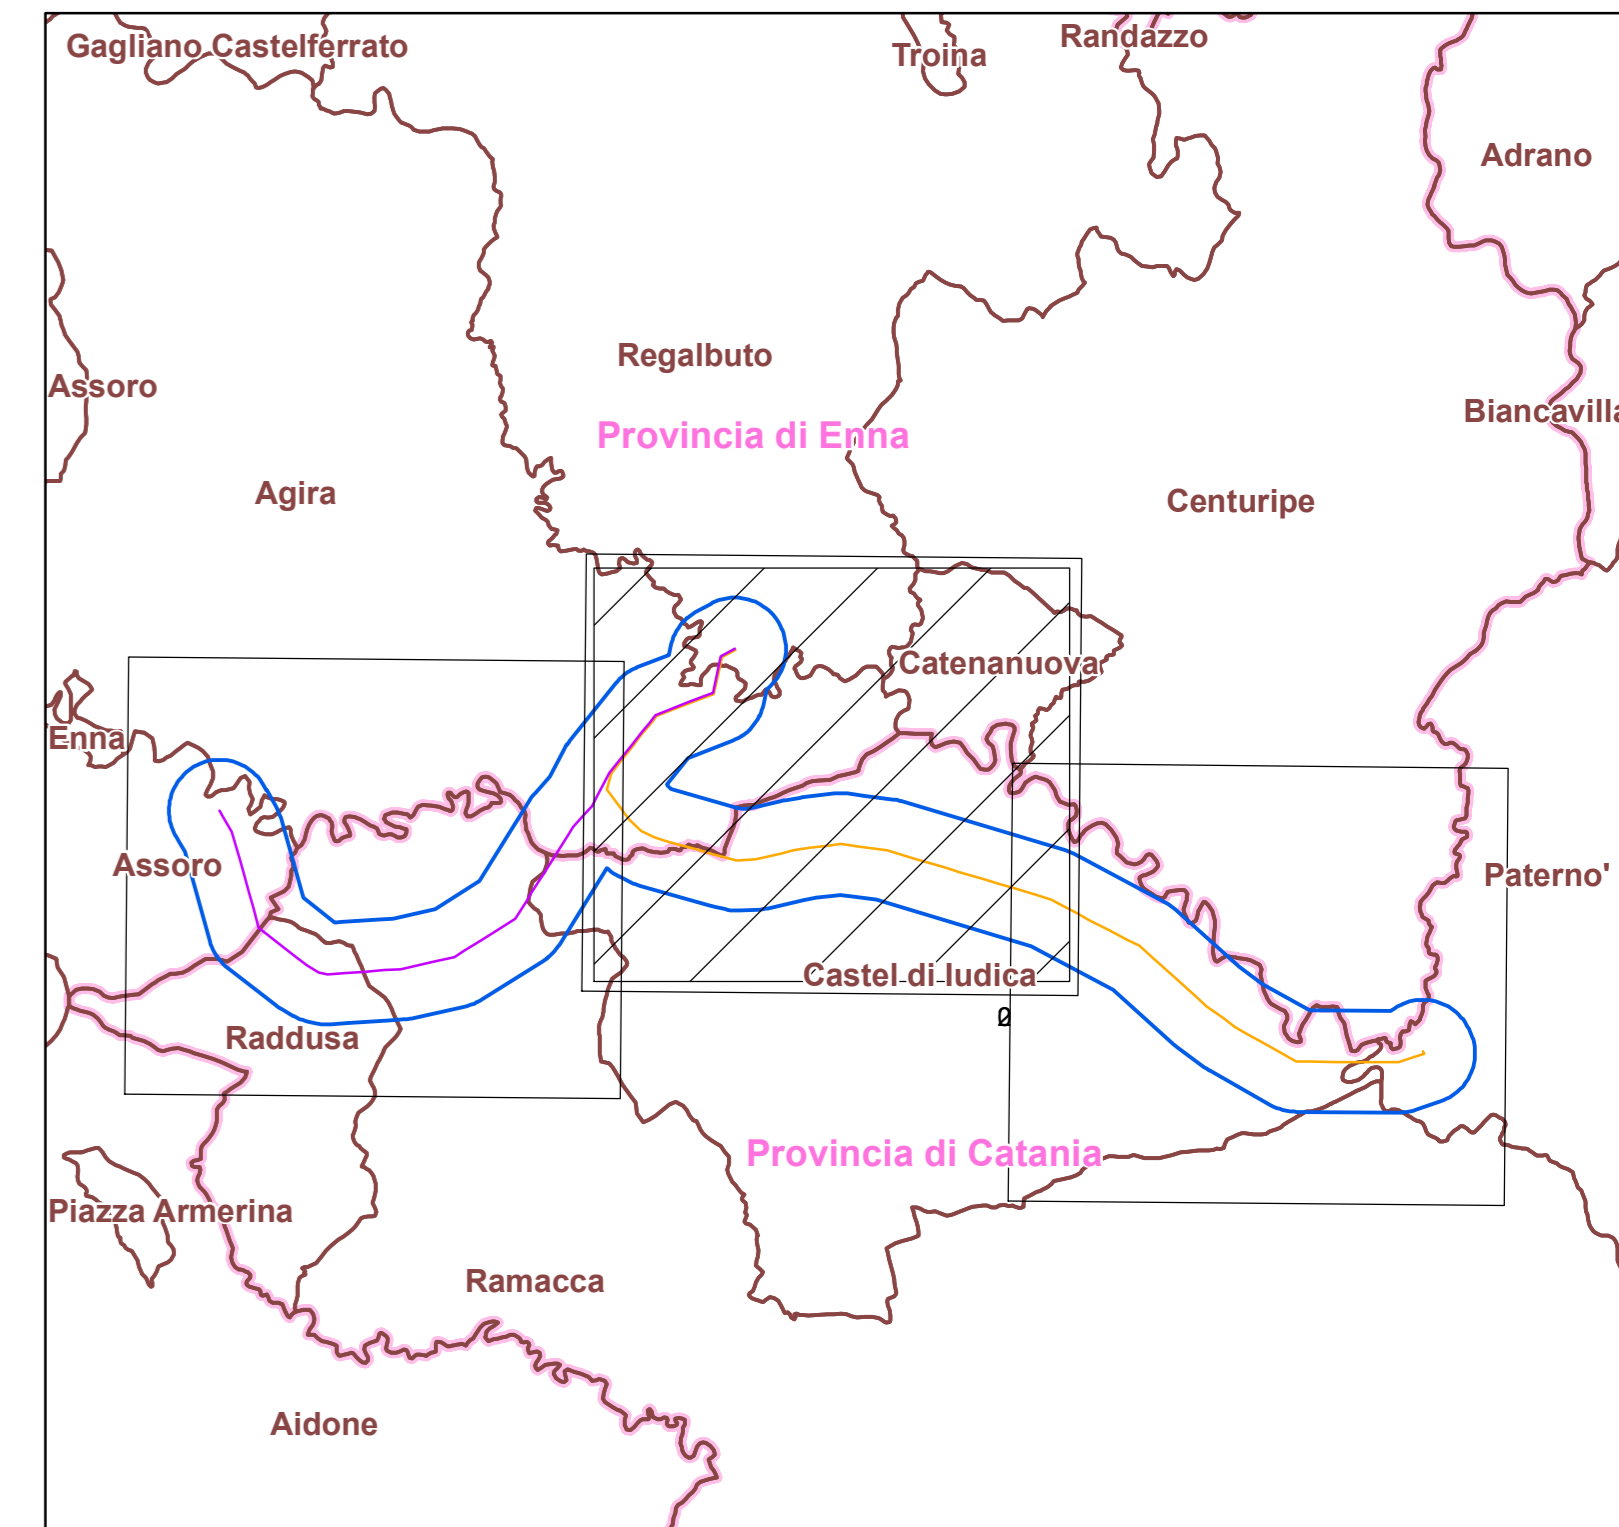 Gagliano Castelferrato
Troina
Randazzo
Adrano
Regalbuto
Assoro
Biancavilla
Provincia di Enna
Agira
Centuripe
Catenanuova
Enna
Assoro
Paterno'
Castel di Iudica
Raddusa
Provincia di Catania
Piazza Armerina
Ramacca
Aidone